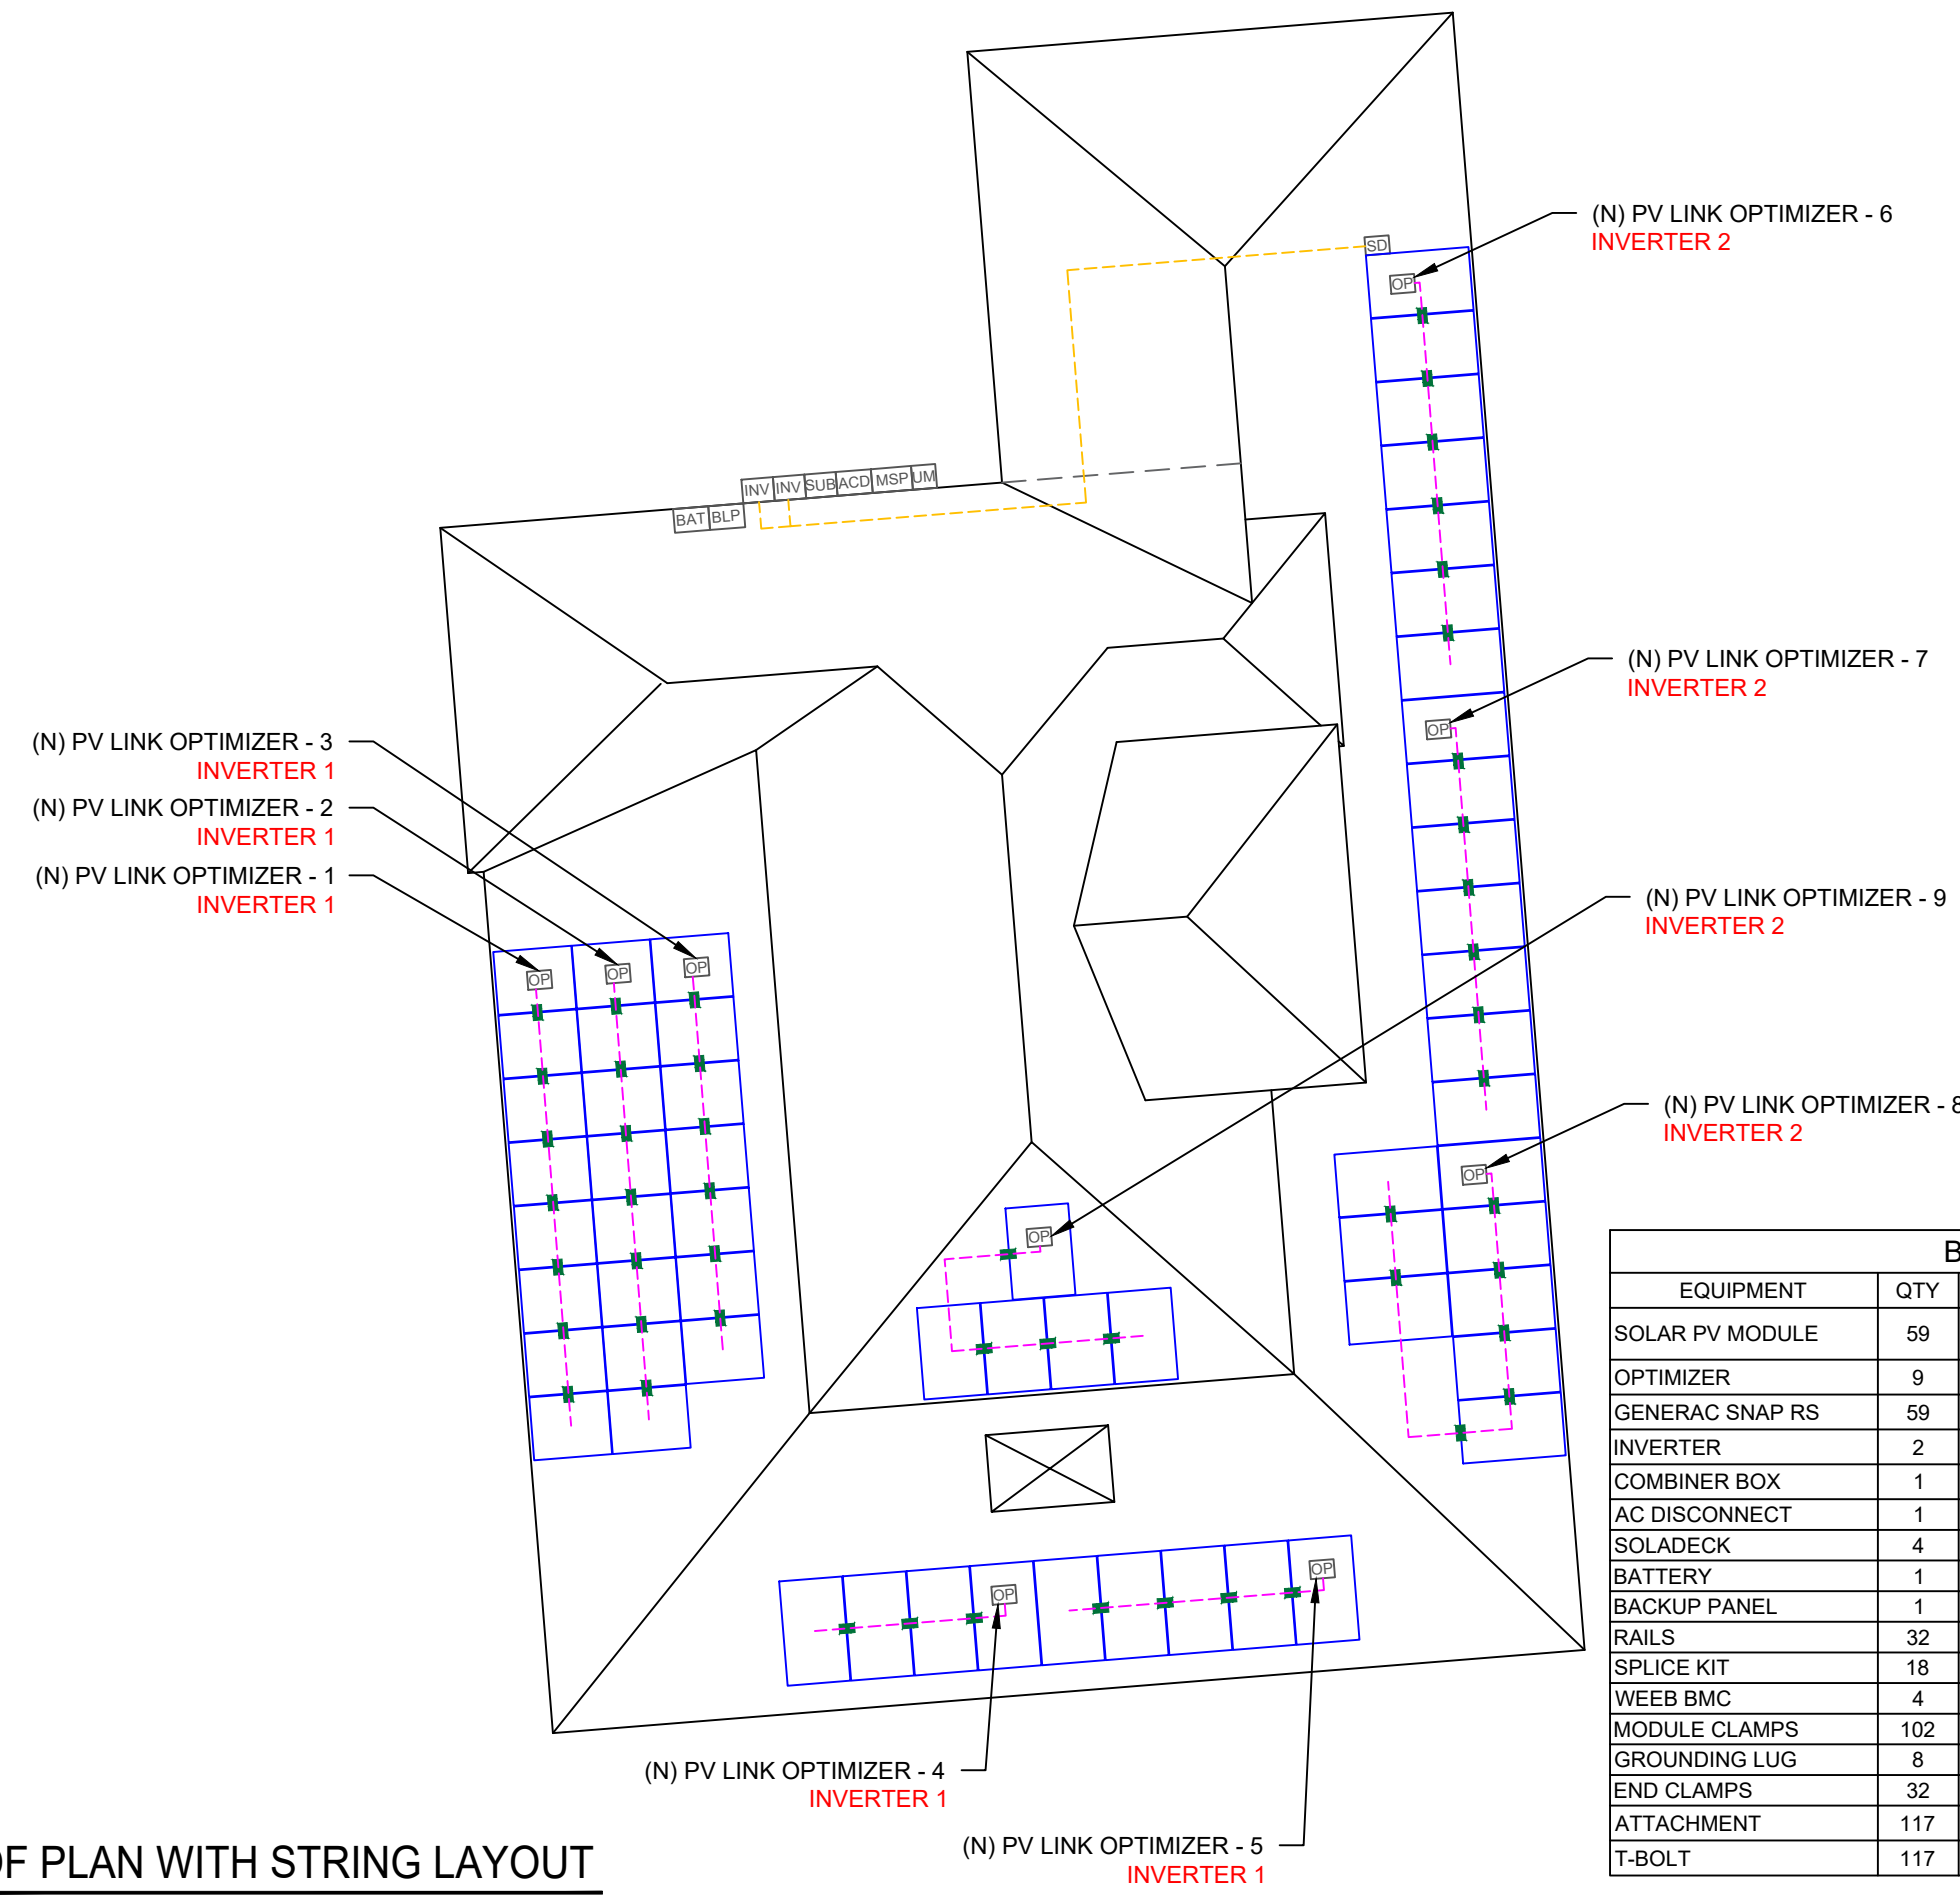 (N) PV LINK OPTIMIZER - 6
INVERTER 2
SD
OP
INV INV SUB ACD MSP UM
BAT BLP
(N) PV LINK OPTIMIZER - 7
INVERTER 2
OP
(N) PV LINK OPTIMIZER - 3
INVERTER 1
(N) PV LINK OPTIMIZER - 2
INVERTER 1
(N) PV LINK OPTIMIZER - 1
INVERTER 1
OP OP OP
(N) PV LINK OPTIMIZER - 9
INVERTER 2
(N) PV LINK OPTIMIZER - 8
INVERTER 2
OP
OP
OP
OP
(N) PV LINK OPTIMIZER - 4
INVERTER 1
(N) PV LINK OPTIMIZER - 5
INVERTER 1
B
EQUIPMENT QTY
SOLAR PV MODULE 59
OPTIMIZER 9
GENERAC SNAP RS 59
INVERTER 2
COMBINER BOX 1
AC DISCONNECT 1
SOLADECK 4
BATTERY 1
BACKUP PANEL 1
RAILS 32
SPLICE KIT 18
WEEB BMC 4
MODULE CLAMPS 102
GROUNDING LUG 8
END CLAMPS 32
ATTACHMENT 117
T-BOLT 117
OF PLAN WITH STRING LAYOUT